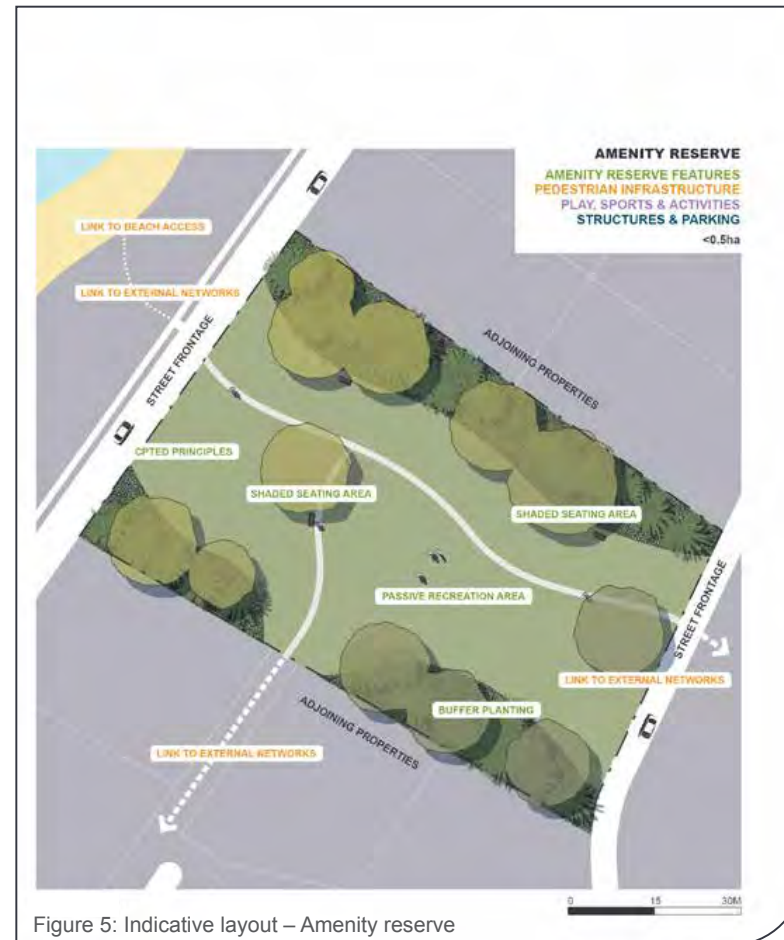 AMENITY RESERVE
AMENITY RESERVE FEATURES
PEDESTRIAN INFRASTRUCTURE
PLAY, SPORTS & ACTIVITIES
STRUCTURES & PARKING
<0.5ha
LINK TO BEACH ACCESS
LINK TO EXTERNAL NETWORKS
STREET FRONTAGE
ADJOINING PROPERTIES
CPTED PRINCIPLES
SHADED SEATING AREA
SHADED SEATING AREA
PASSIVE RECREATION AREA
STREET FRONTAGE
LINK TO EXTERNAL NETWORKS
BUFFER PLANTING
ADJOINING PROPERTIES
LINK TO EXTERNAL NETWORKS
0 15 30M
Figure 5: Indicative layout – Amenity reserve